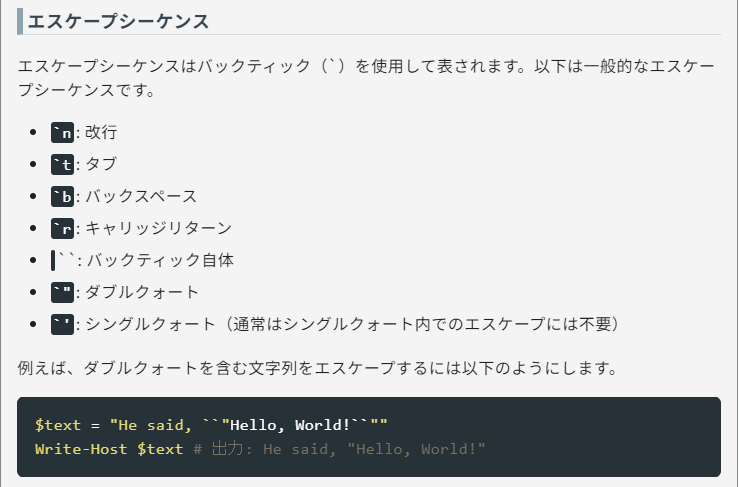 エスケープシーケンス
エスケープシーケンスはバックティック（`）を使用して表されます。以下は一般的なエスケー
プシーケンスです。
`n: 改行
`t: タブ
`b: バックスペース
`r: キャリッジリターン
``: バックティック自体
`": ダブルクォート
`': シングルクォート（通常はシングルクォート内でのエスケープには不要）
例えば、ダブルクォートを含む文字列をエスケープするには以下のようにします。
$text = "He said, ``"Hello, World!``""
Write-Host $text # 出力: He said, "Hello, World!"